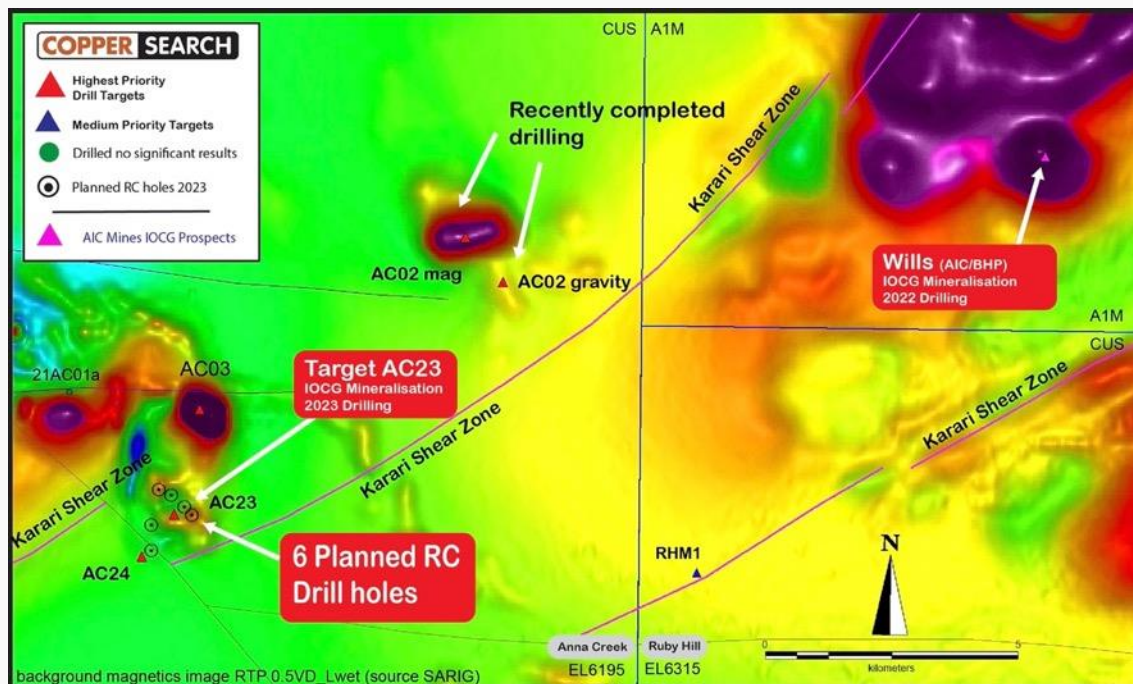 COPPER SEARCH
Highest Priority
Drill Targets
Medium Priority Targets
Drilled no significant results
Planned RC holes 2023
AIC Mines IOCG Prospects
CUS A1M
Recently completed
drilling
Karari Shear Zone
AC02 mag
AC02 gravity
Wills (AIC/BHP)
IOCG Mineralisation
2022 Drilling
A1M
CUS
21AC01a
AC03
Target AC23
IOCG Mineralisation
2023 Drilling
Karari Shear Zone
Karari Shear Zone
Karari Shear Zone
AC23
6 Planned RC
Drill holes
AC24
RHM1
N
Anna Creek Ruby Hill
EL6195 EL6315
0 5
kilometers
background magnetics image RTP 0.5VD_Lwet (source SARIG)